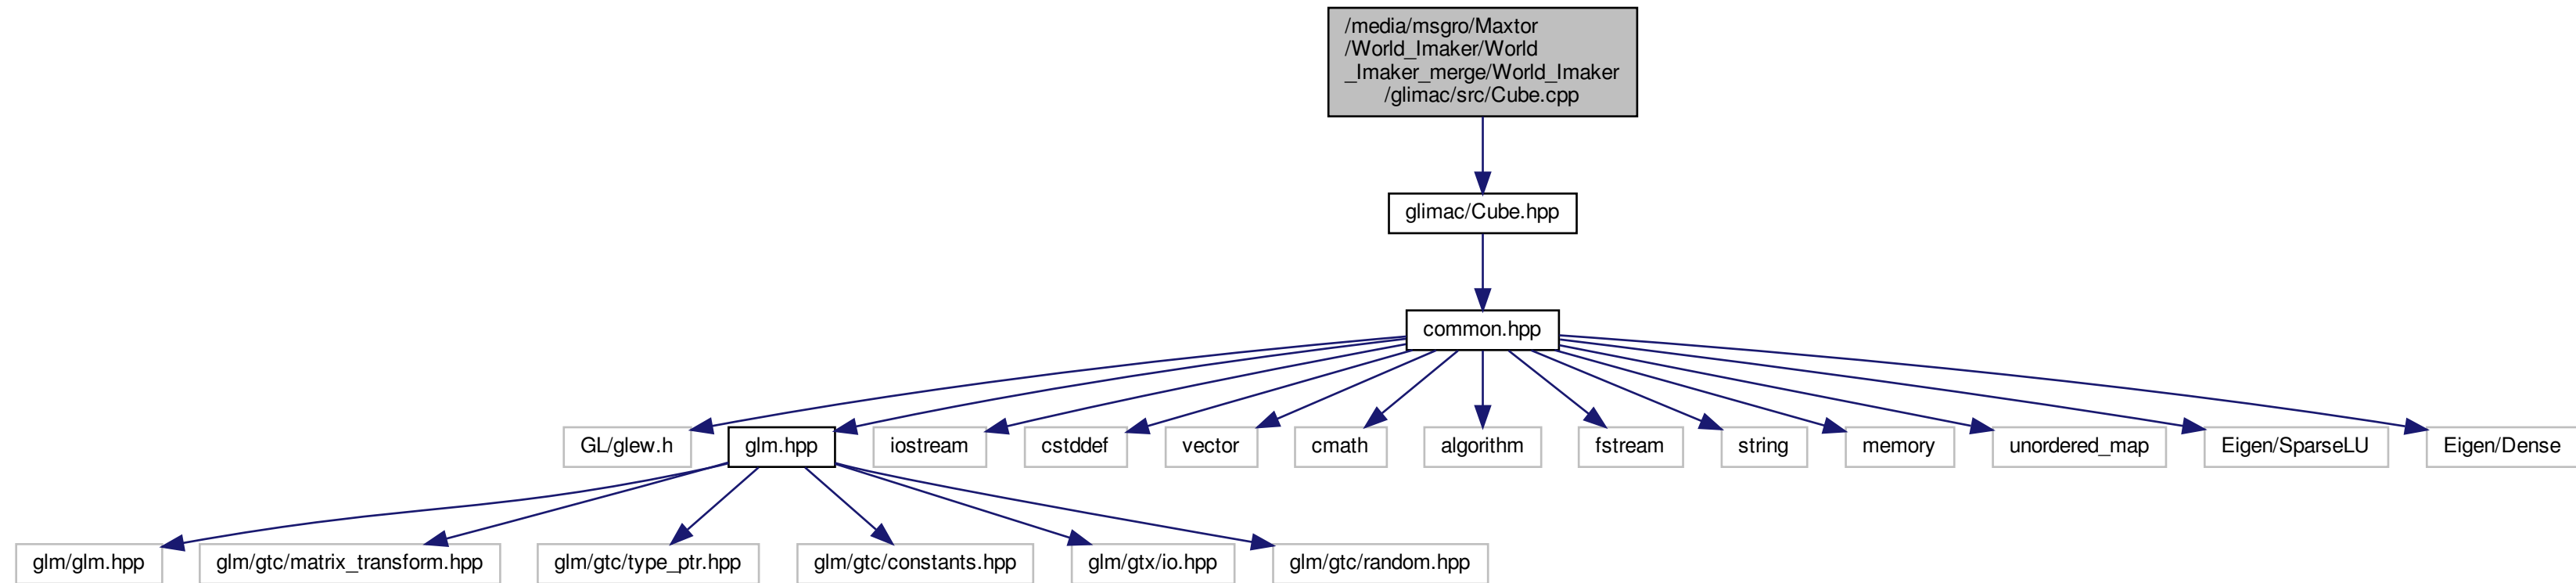 /media/msgro/Maxtor
/World_Imaker/World
_Imaker_merge/World_Imaker
/glimac/src/Cube.cpp
glimac/Cube.hpp
common.hpp
GL/glew.h
glm.hpp
iostream
cstddef
vector
cmath
algorithm
fstream
string
memory
unordered_map
Eigen/SparseLU
Eigen/Dense
glm/glm.hpp
glm/gtc/matrix_transform.hpp
glm/gtc/type_ptr.hpp
glm/gtc/constants.hpp
glm/gtx/io.hpp
glm/gtc/random.hpp